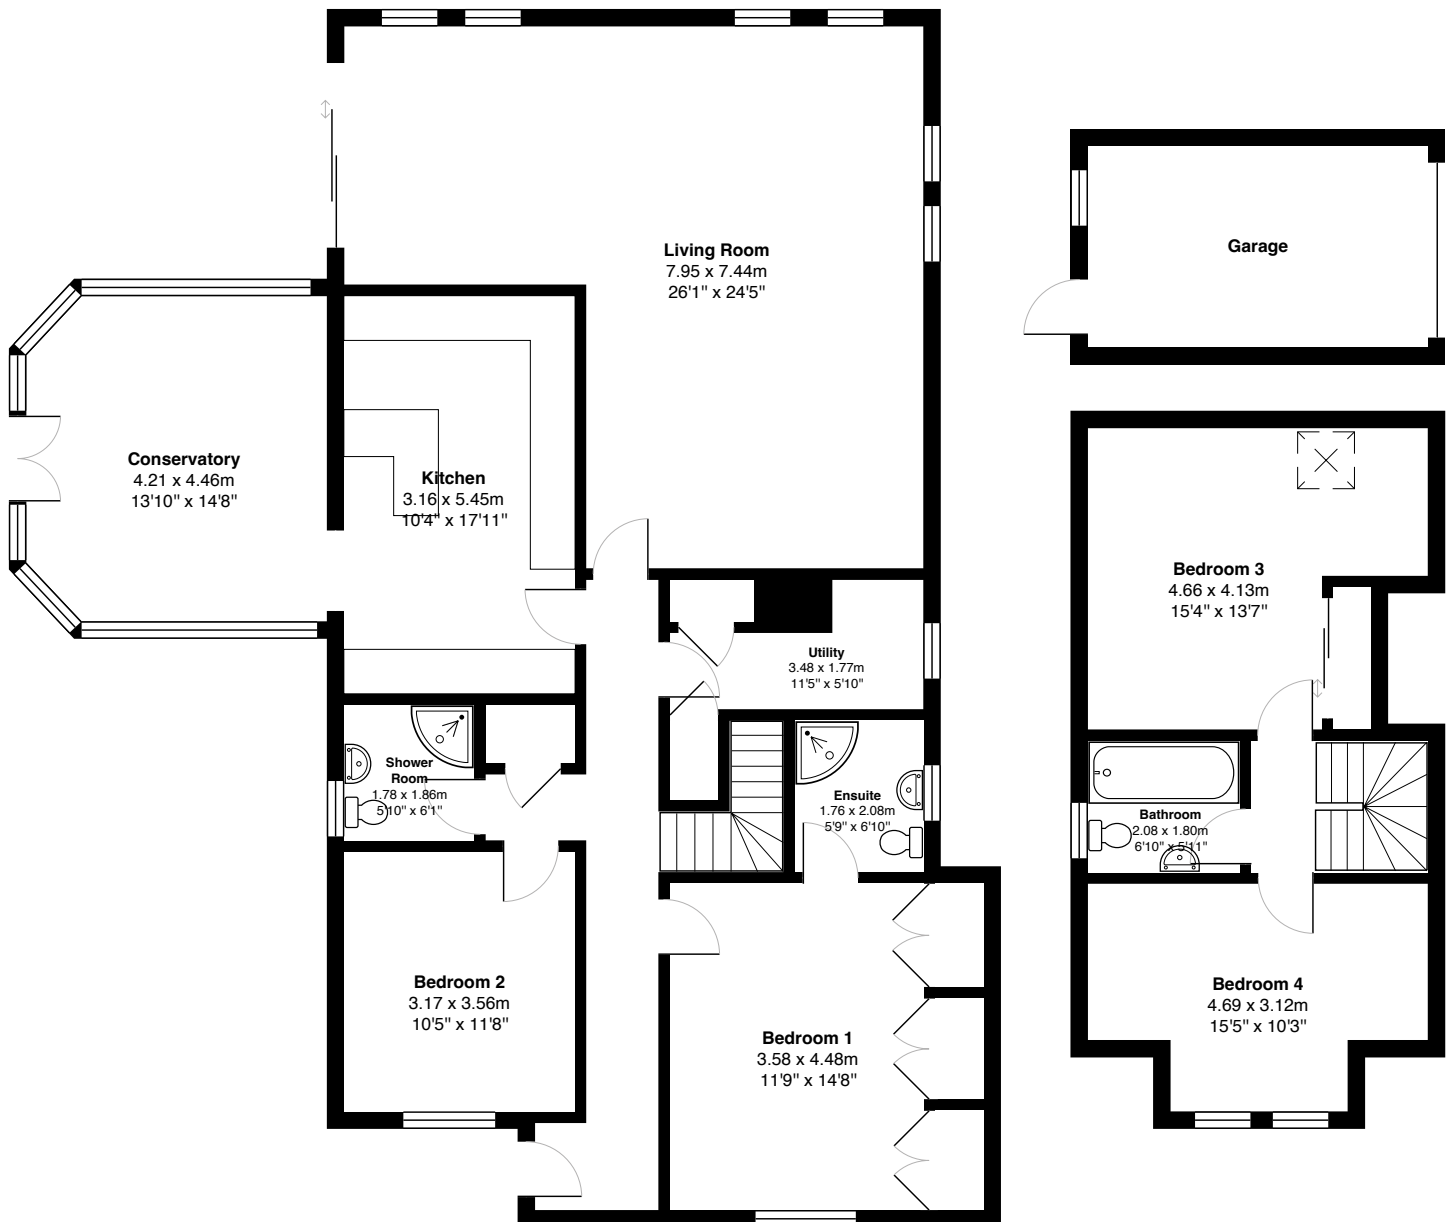 Living Room
7.95 x 7.44m
26'1" x 24'5"
Garage
Conservatory
4.21 x 4.46m
13'10" x 14'8"
Kitchen
3.16 x 5.45m
10'4" x 17'11"
Bedroom 3
4.66 x 4.13m
15'4" x 13'7"
Utility
3.48 x 1.77m
11'5" x 5'10"
Shower
Room
1.78 x 1.86m
5'10" x 6'1"
Ensuite
1.76 x 2.08m
5'9" x 6'10"
Bathroom
2.08 x 1.80m
6'10" x 5'11"
Bedroom 2
3.17 x 3.56m
10'5" x 11'8"
Bedroom 1
3.58 x 4.48m
11'9" x 14'8"
Bedroom 4
4.69 x 3.12m
15'5" x 10'3"